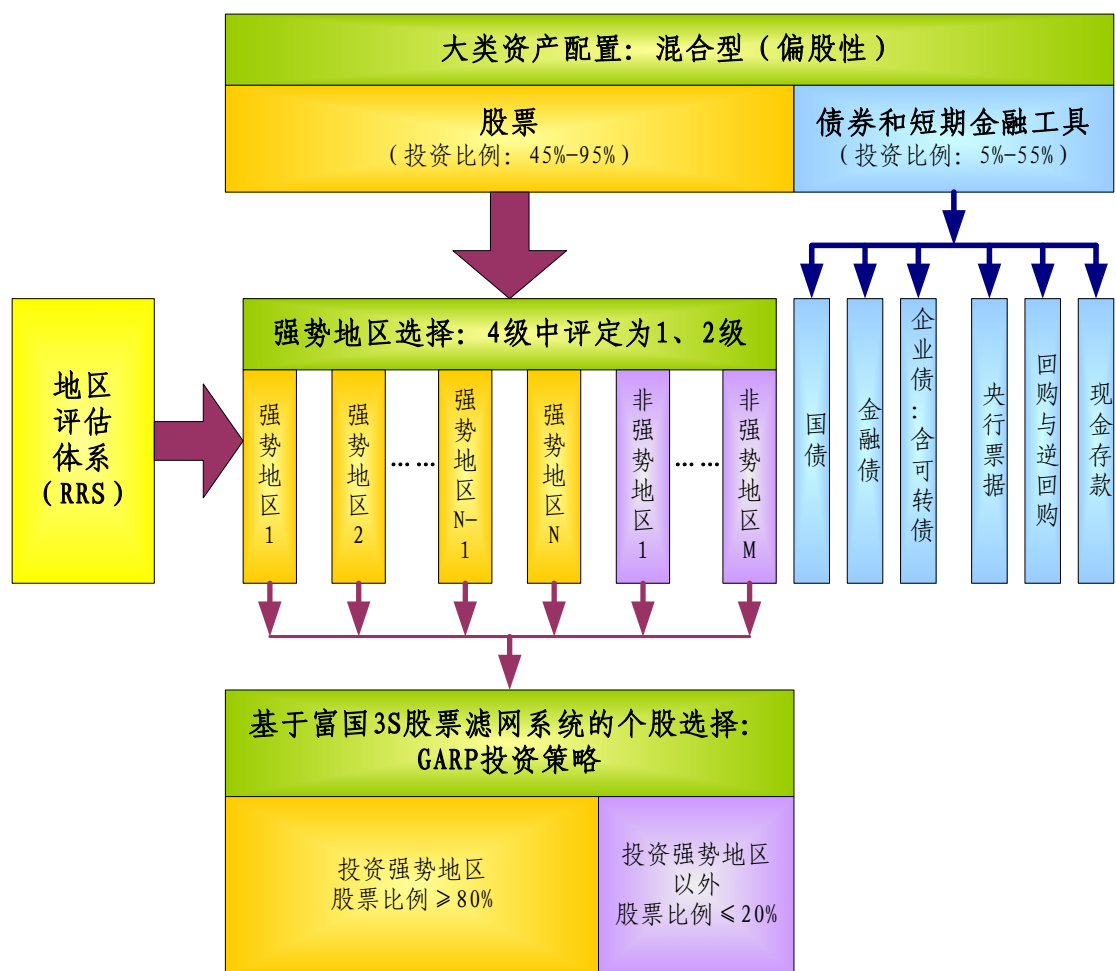 大类资产配置：混合型（偏股性）
股票
（投资比例：45%-95%）
债券和短期金融工具
（投资比例：5%-55%）
地区
评估
体系
（RRS）
强势地区选择：4级中评定为1、2级
强势地区1
强势地区2
……
强势地区N-1
强势地区N
非强势地区1
……
非强势地区M
国债
金融债
企业债：含可转债
央行票据
回购与逆回购
现金存款
基于富国3S股票滤网系统的个股选择：
GARP投资策略
投资强势地区
股票比例≥80%
投资强势地区
以外
股票比例≤20%